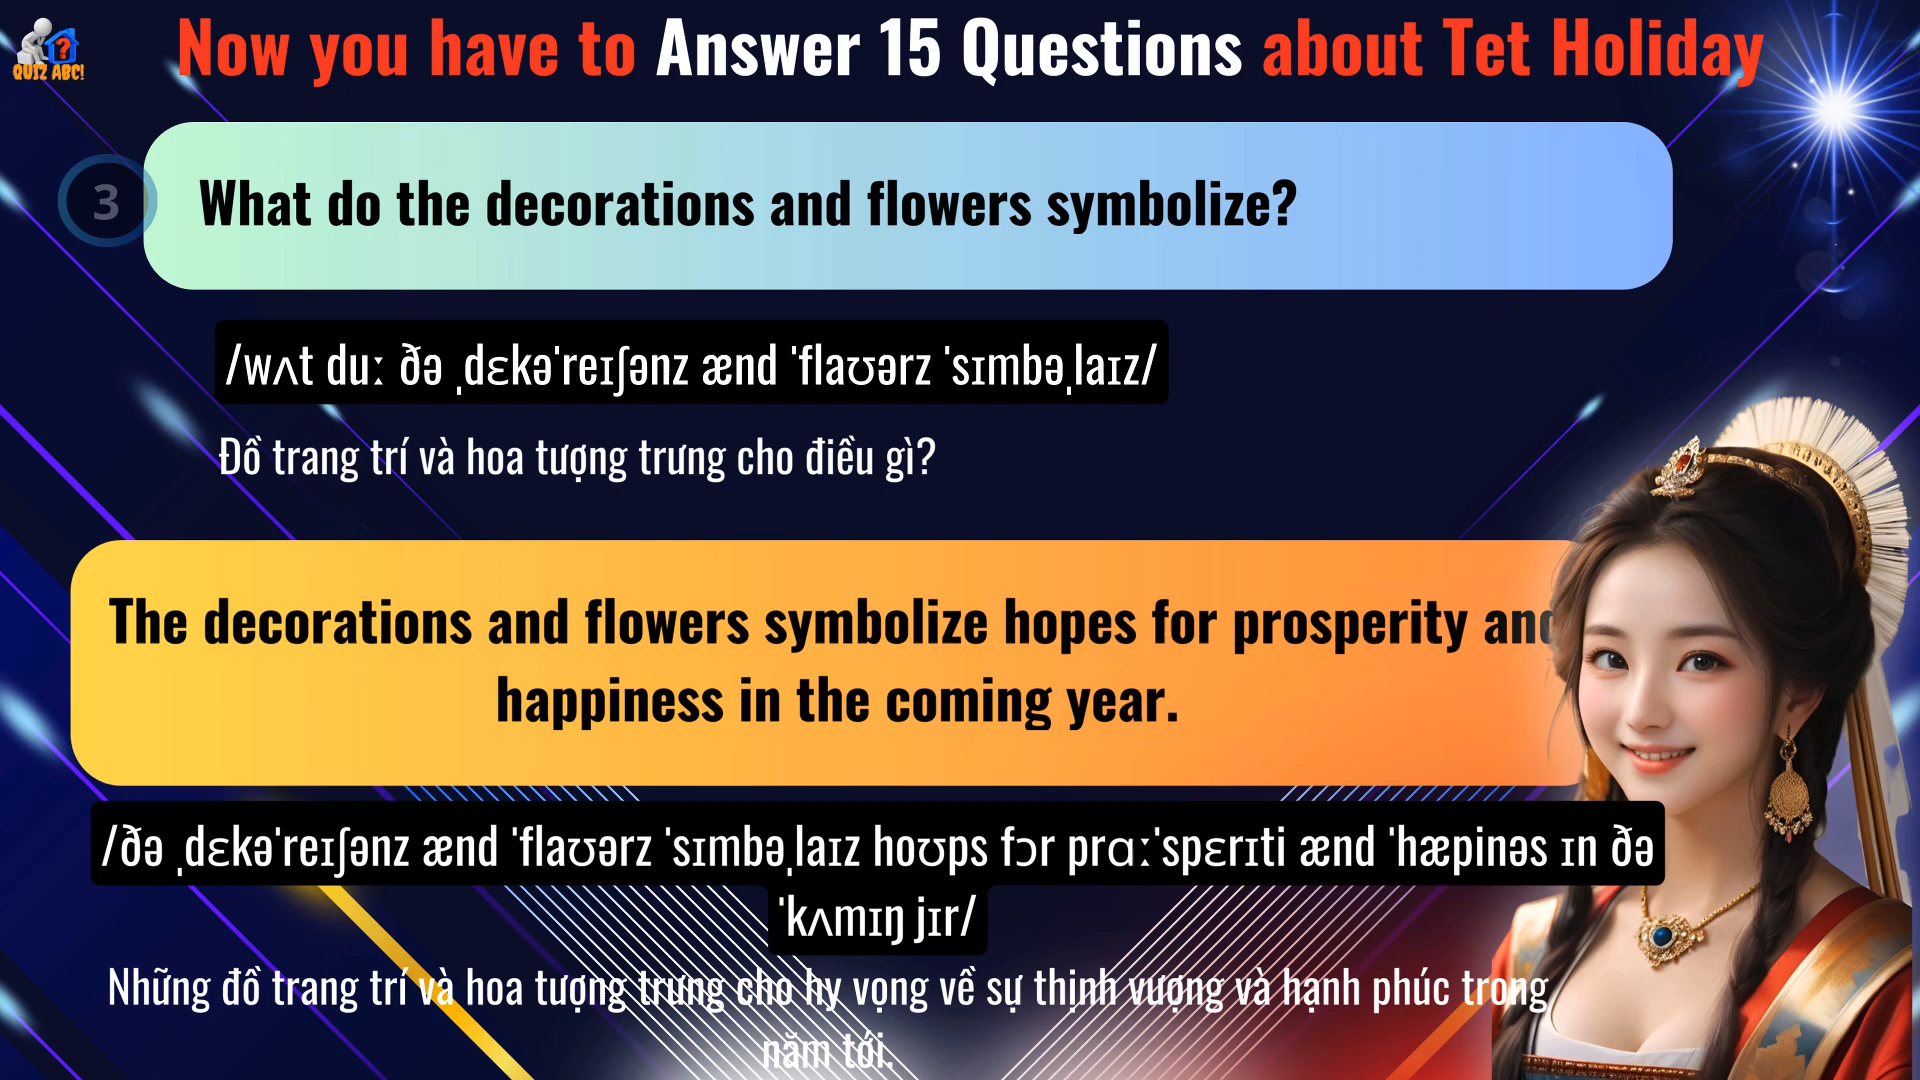 QUIZ ABC!
Now you have to Answer 15 Questions about Tet Holiday
3
What do the decorations and flowers symbolize?
/wʌt duː ðə ˌdɛkəˈreɪʃənz ænd ˈflaʊərz ˈsɪmbəˌlaɪz/
Đồ trang trí và hoa tượng trưng cho điều gì?
The decorations and flowers symbolize hopes for prosperity and
happiness in the coming year.
/ðə ˌdɛkəˈreɪʃənz ænd ˈflaʊərz ˈsɪmbəˌlaɪz hoʊps fɔr prɑːˈspɛrɪti ænd ˈhæpinəs ɪn ðə
ˈkʌmɪŋ jɪr/
Những đồ trang trí và hoa tượng trưng cho hy vọng về sự thịnh vượng và hạnh phúc trong
năm tới.